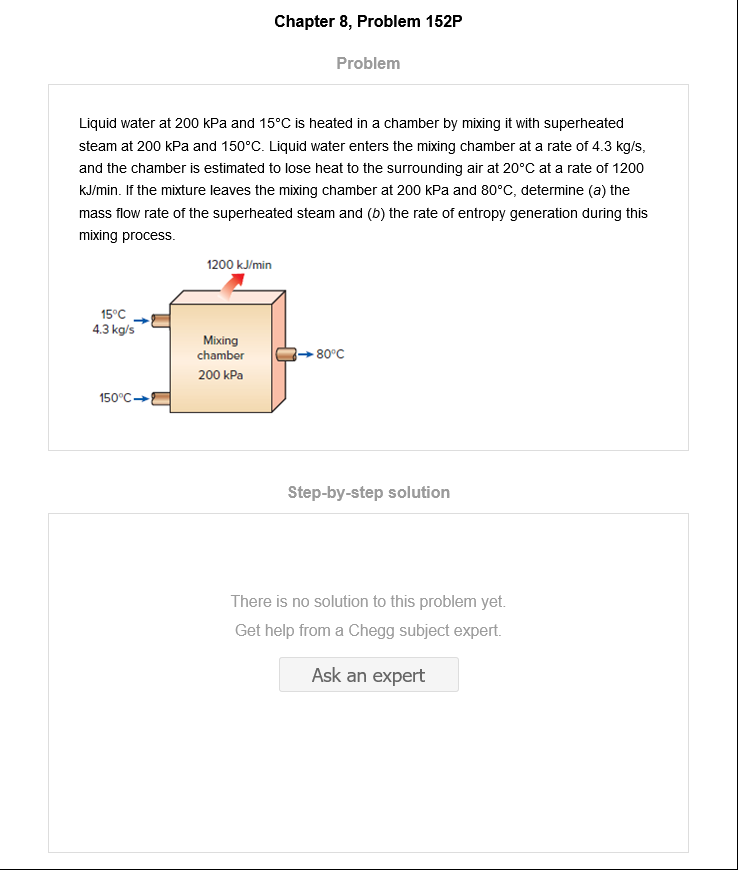 Chapter 8, Problem 152P
Problem
Liquid water at 200 kPa and 15°C is heated in a chamber by mixing it with superheated
steam at 200 kPa and 150°C. Liquid water enters the mixing chamber at a rate of 4.3 kg/s,
and the chamber is estimated to lose heat to the surrounding air at 20°C at a rate of 1200
kJ/min. If the mixture leaves the mixing chamber at 200 kPa and 80°C, determine (a) the
mass flow rate of the superheated steam and (b) the rate of entropy generation during this
mixing process.
1200 kJ/min
15°C
4.3 kg/s
Mixing
chamber
200 kPa
80°C
150°C
Step-by-step solution
There is no solution to this problem yet.
Get help from a Chegg subject expert.
Ask an expert